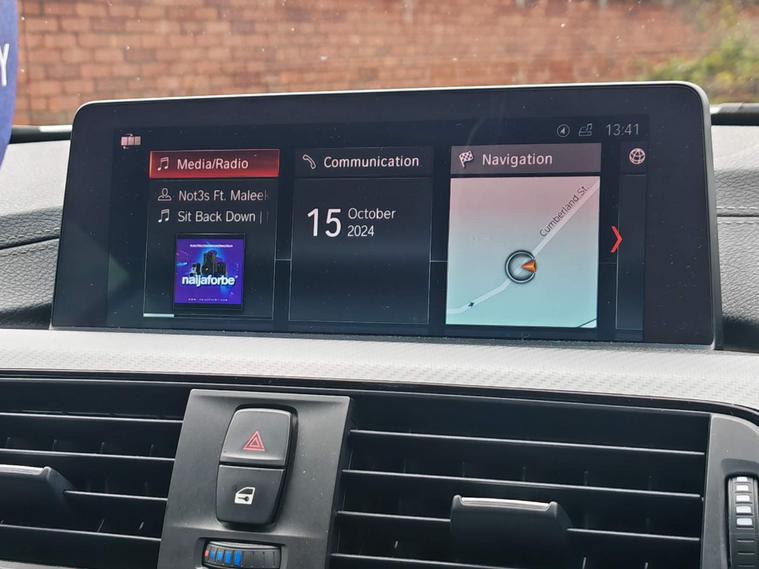 Y
13:41
Media/Radio
Not3s Ft. Maleek
Sit Back Down |
naijaforbe
Communication
15 October
2024
Navigation
Cumberland St.